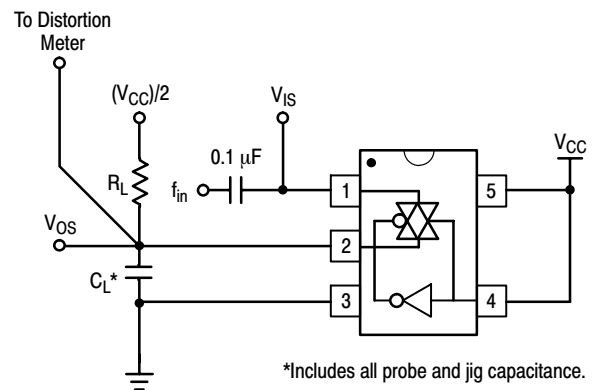 To Distortion
Meter
(VCC)/2
VIS
VCC
0.1 μF
RL
fin
1
5
VOS
2
CL*
3
4
*Includes all probe and jig capacitance.